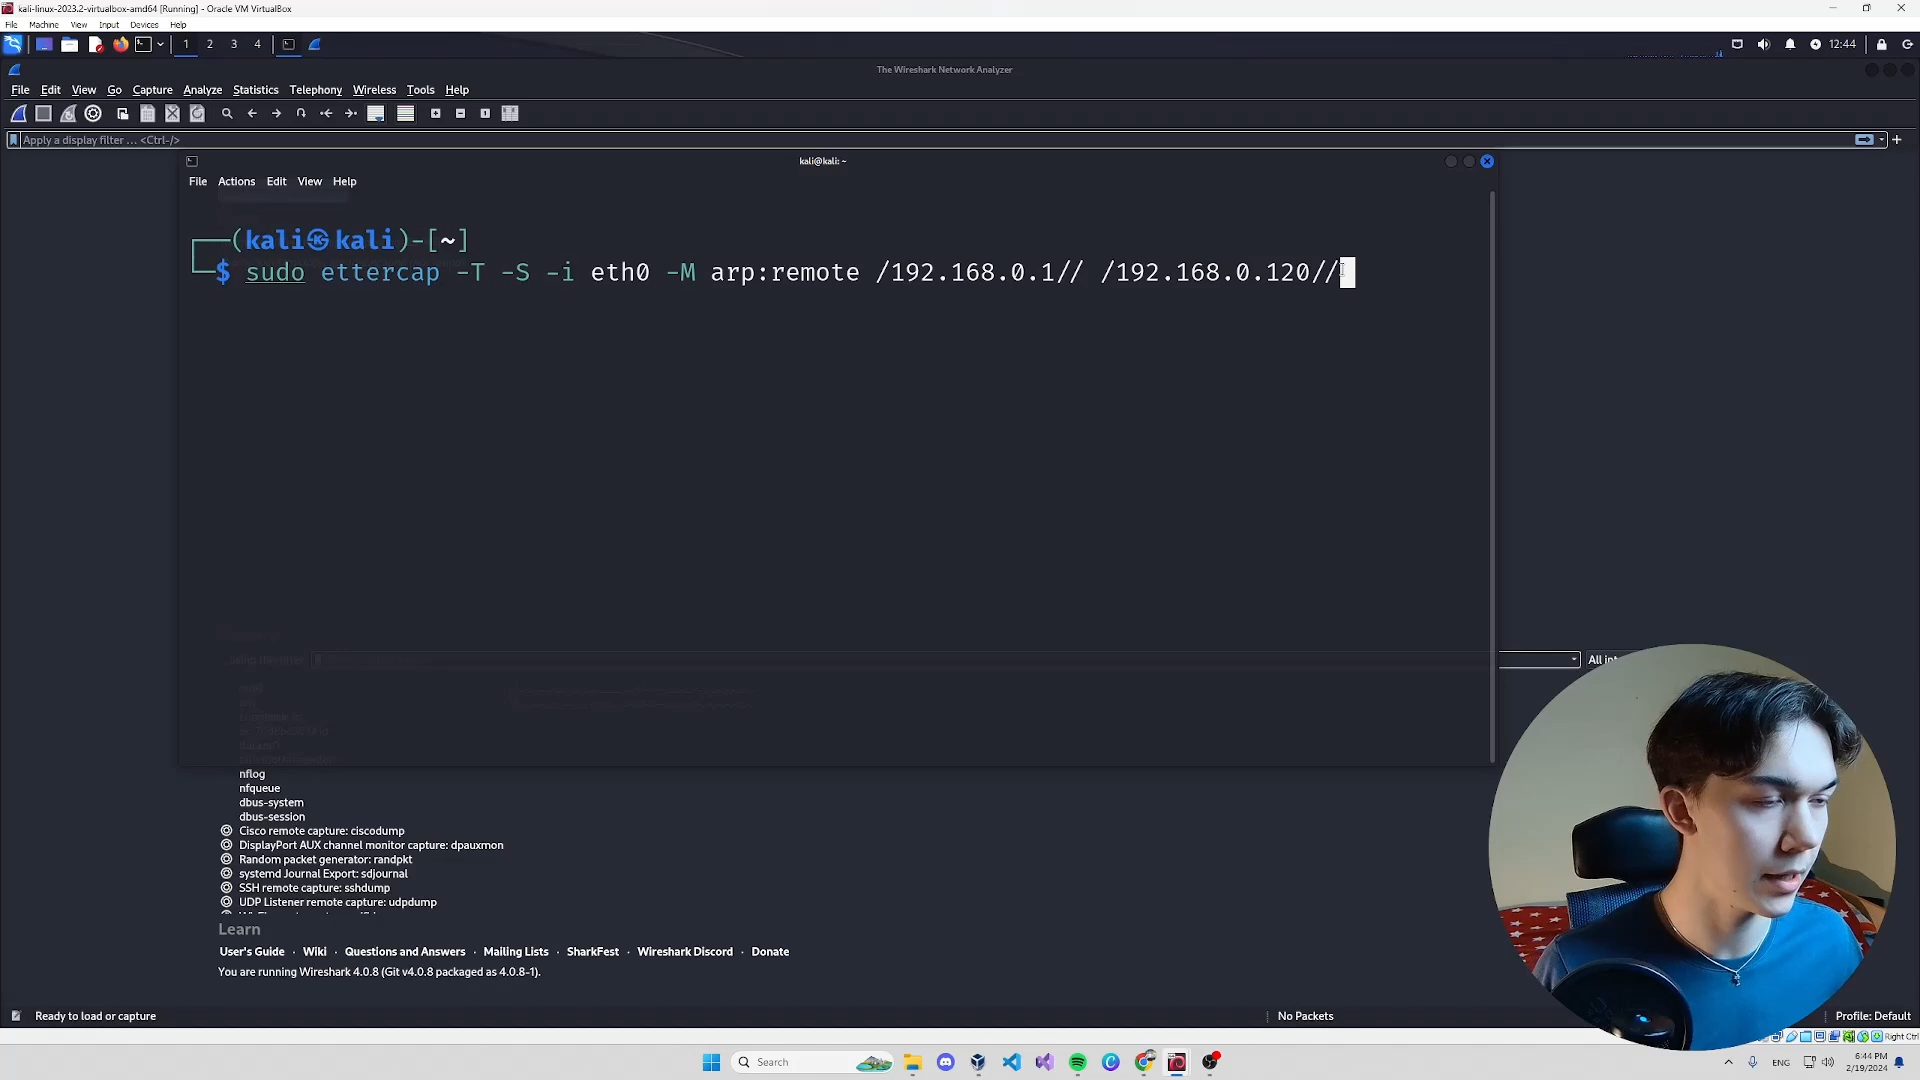 kali-linux-2023.2-virtualbox-amd64 [Running] - Oracle VM VirtualBox
File Machine View Input Devices Help
1 2 3 4 12:44
The Wireshark Network Analyzer
File Edit View Go Capture Analyze Statistics Telephony Wireless Tools Help
Apply a display filter ... <Ctrl-/>
kali@kali: ~
File Actions Edit View Help
(kali㉿kali)-[~]
$ sudo ettercap -T -S -i eth0 -M arp:remote /192.168.0.1// /192.168.0.120//
nflog
nfqueue
dbus-system
dbus-session
Cisco remote capture: ciscodump
DisplayPort AUX channel monitor capture: dpauxmon
Random packet generator: randpkt
systemd Journal Export: sdjournal
SSH remote capture: sshdump
UDP Listener remote capture: udpdump
Learn
User's Guide · Wiki · Questions and Answers · Mailing Lists · SharkFest · Wireshark Discord · Donate
You are running Wireshark 4.0.8 (Git v4.0.8 packaged as 4.0.8-1).
Ready to load or capture No Packets Profile: Default
Right Ctrl
Search ENG 6:44 PM
2/19/2024